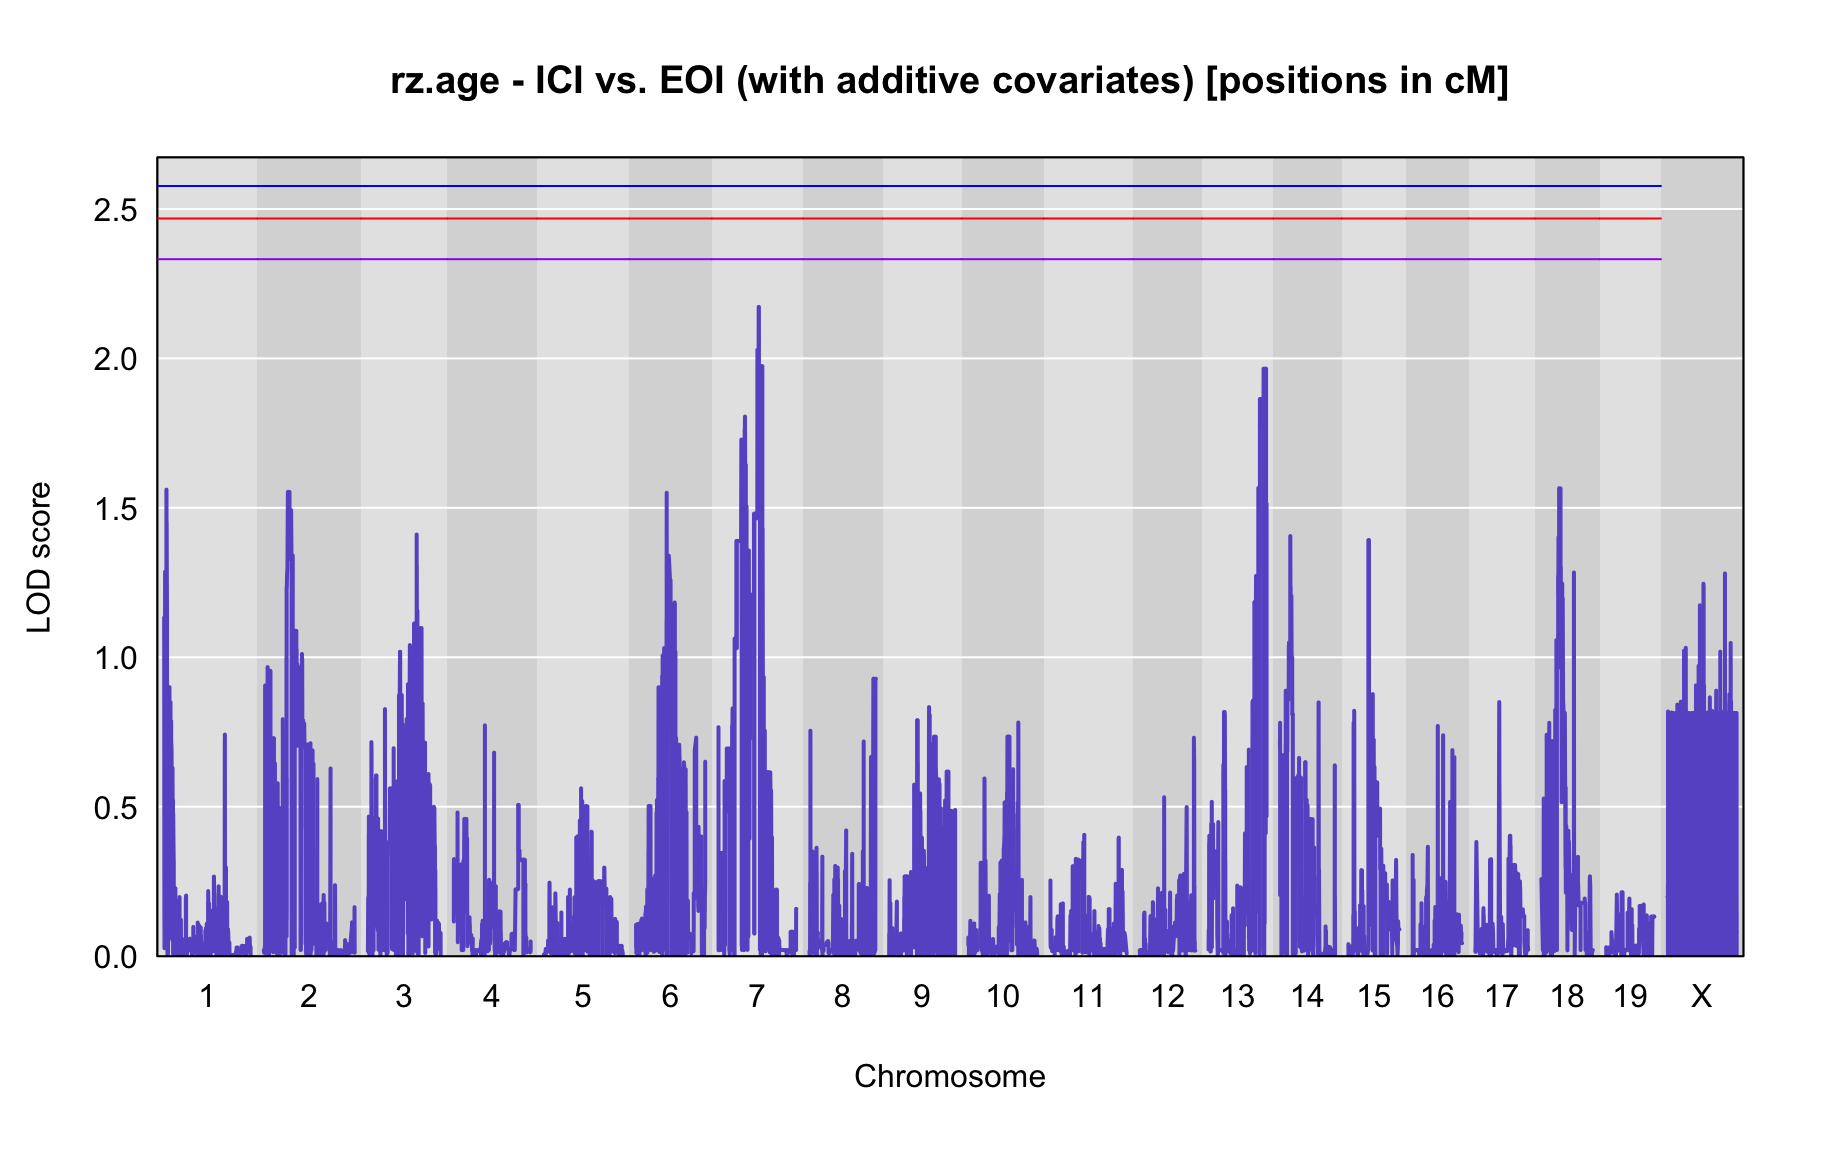 rz.age - ICI vs. EOI (with additive covariates) [positions in cM]
LOD score
2.5
2.0
1.5
1.0
0.5
0.0
1 2 3 4 5 6 7 8 9 10 11 12 13 14 15 16 17 18 19 X
Chromosome